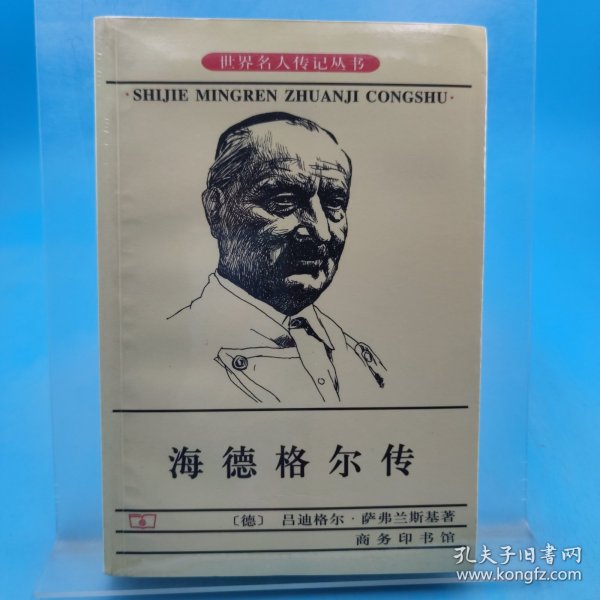 世界名人传记丛书
·SHIJIE MINGREN ZHUANJI CONGSHU·
海德格尔传
〔德〕 吕迪格尔·萨弗兰斯基著
商务印书馆
孔夫子旧书网
www.kongfz.com